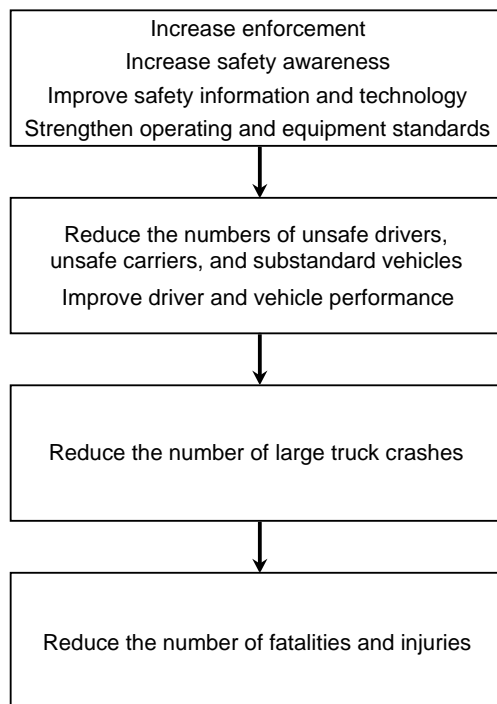 Increase enforcement
Increase safety awareness
Improve safety information and technology
Strengthen operating and equipment standards
Reduce the numbers of unsafe drivers,
unsafe carriers, and substandard vehicles
Improve driver and vehicle performance
Reduce the number of large truck crashes
Reduce the number of fatalities and injuries